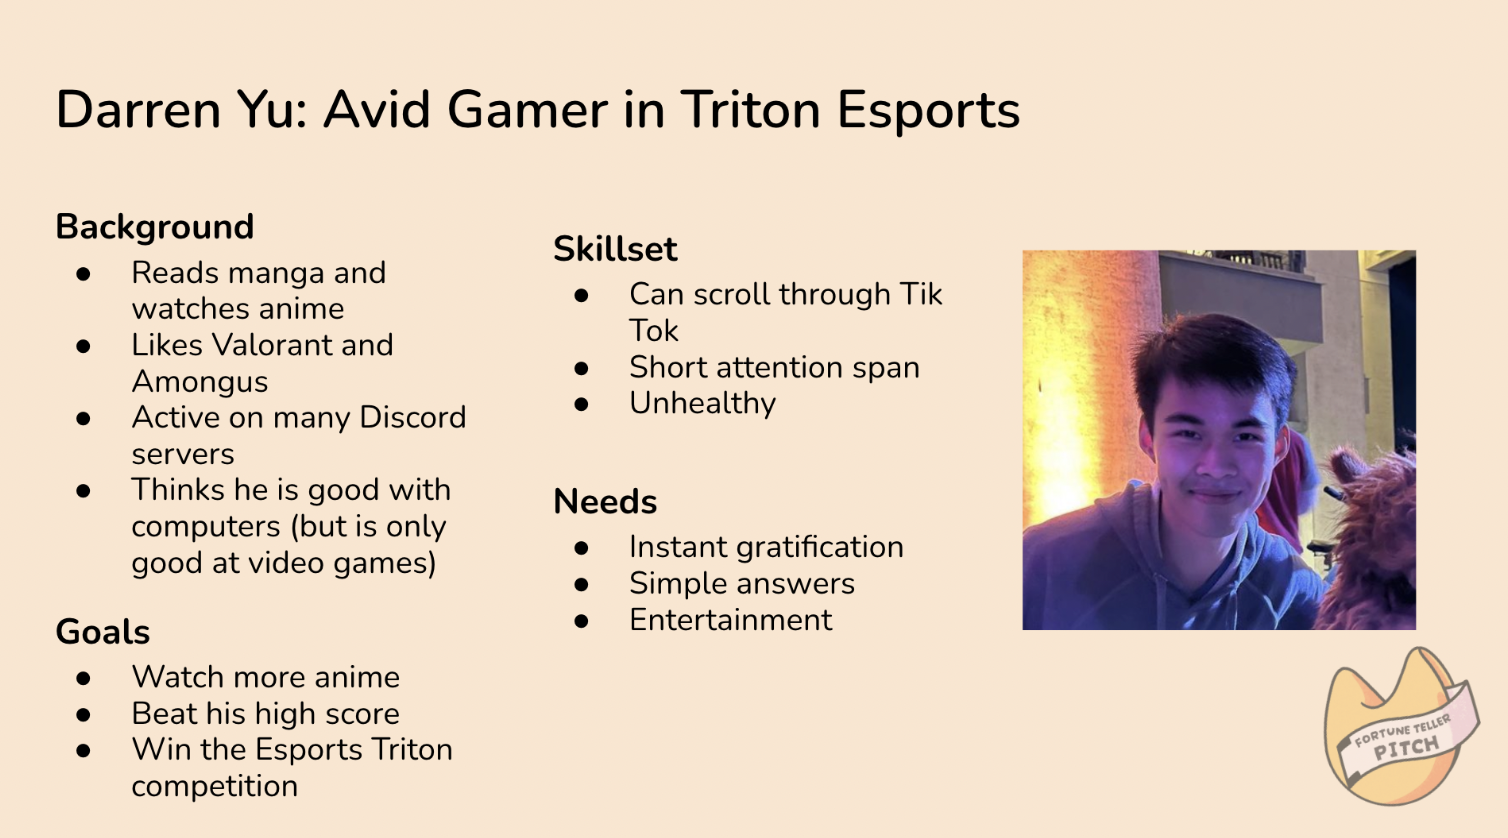 Darren Yu: Avid Gamer in Triton Esports
Background
● Reads manga and
watches anime
● Likes Valorant and
Amongus
● Active on many Discord
servers
● Thinks he is good with
computers (but is only
good at video games)
Goals
● Watch more anime
● Beat his high score
● Win the Esports Triton
competition
Skillset
● Can scroll through Tik
Tok
● Short attention span
● Unhealthy
Needs
● Instant gratification
● Simple answers
● Entertainment
FORTUNE TELLER
PITCH